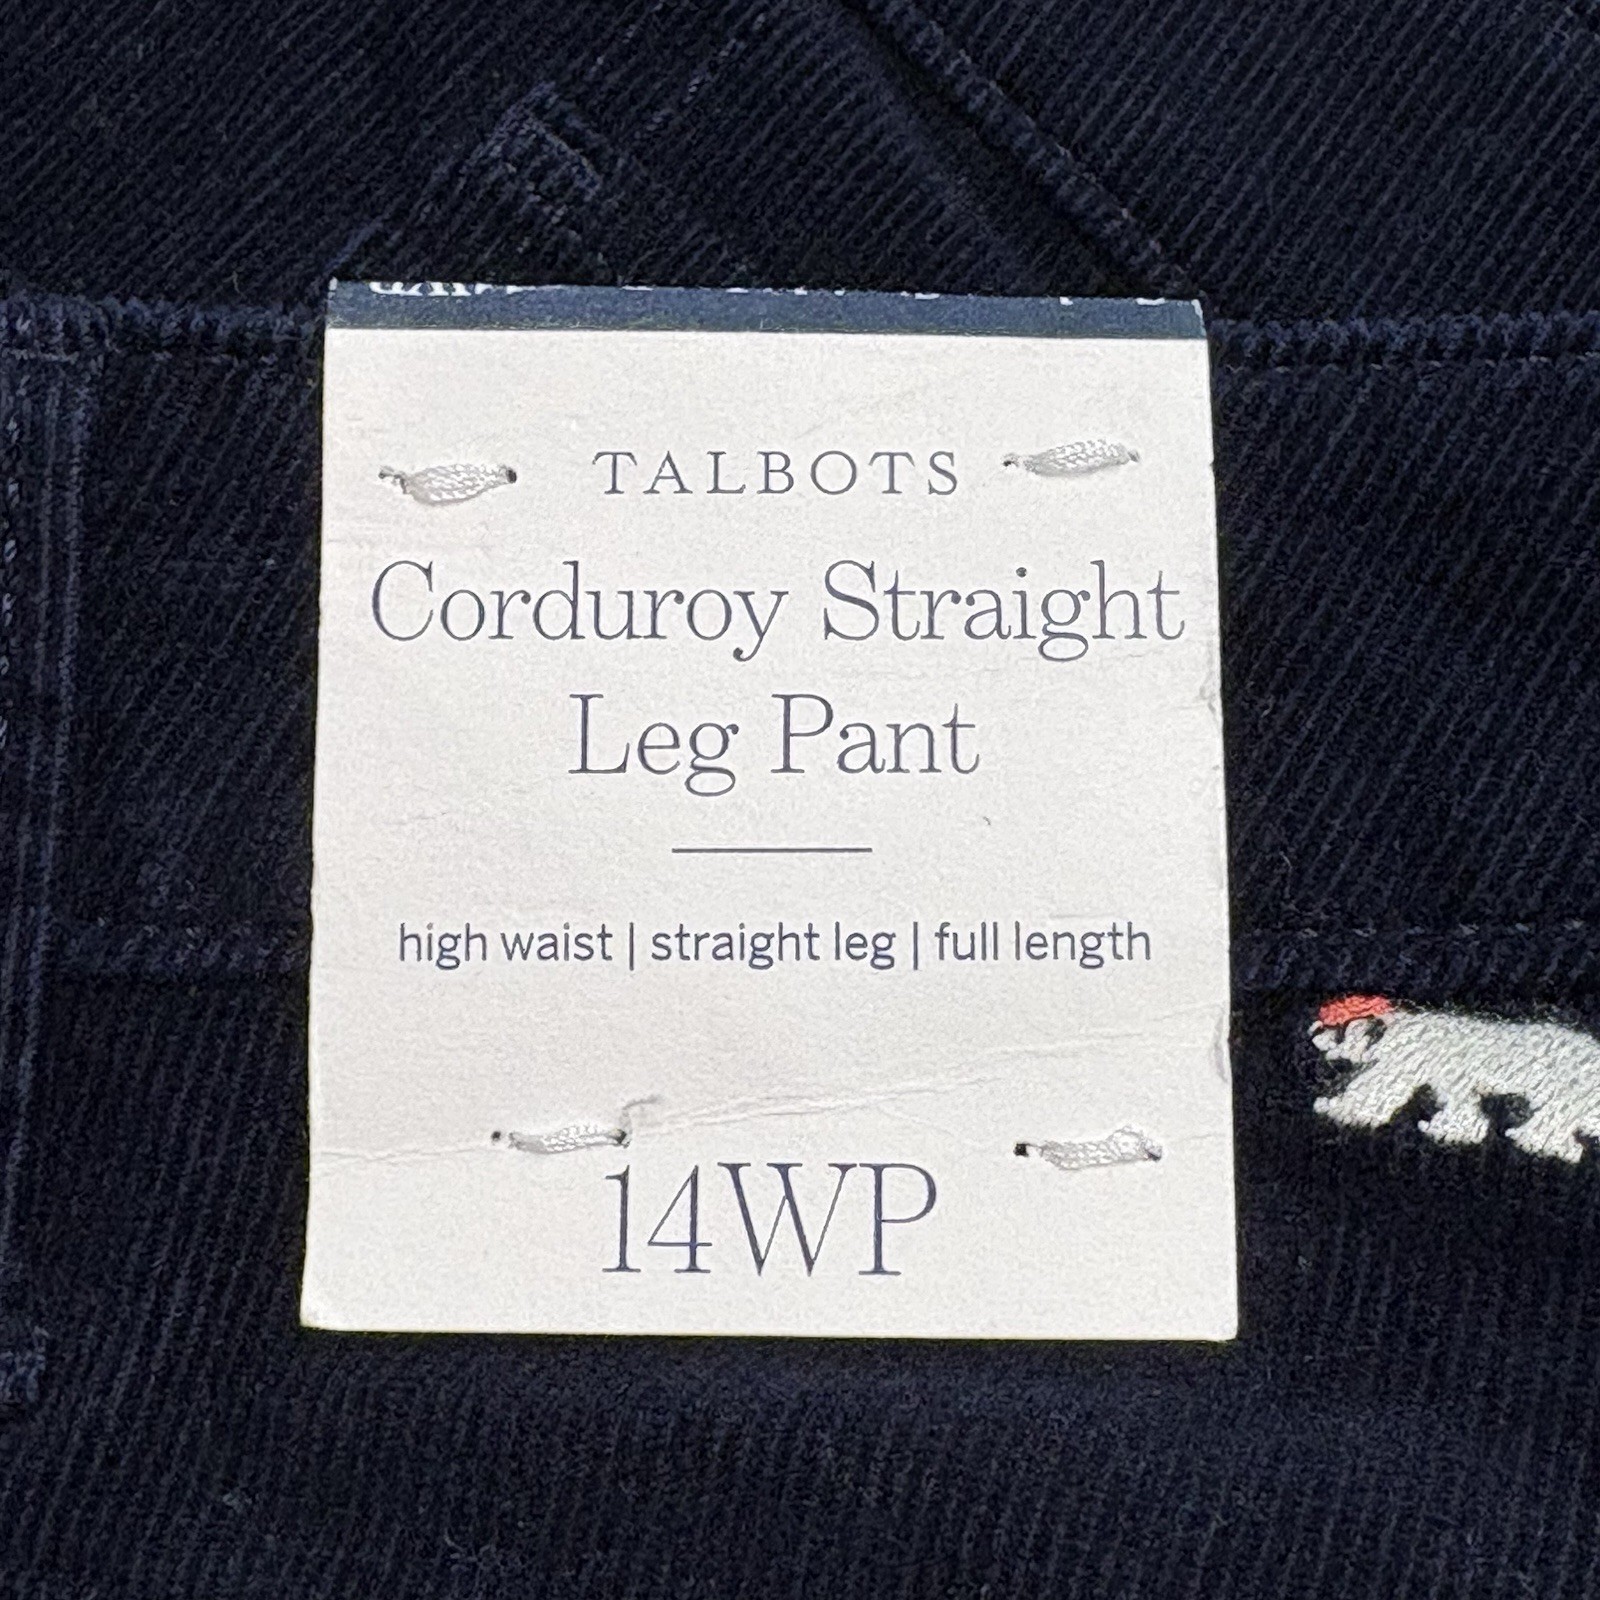 TALBOTS
Corduroy Straight
Leg Pant
high waist | straight leg | full length
14WP